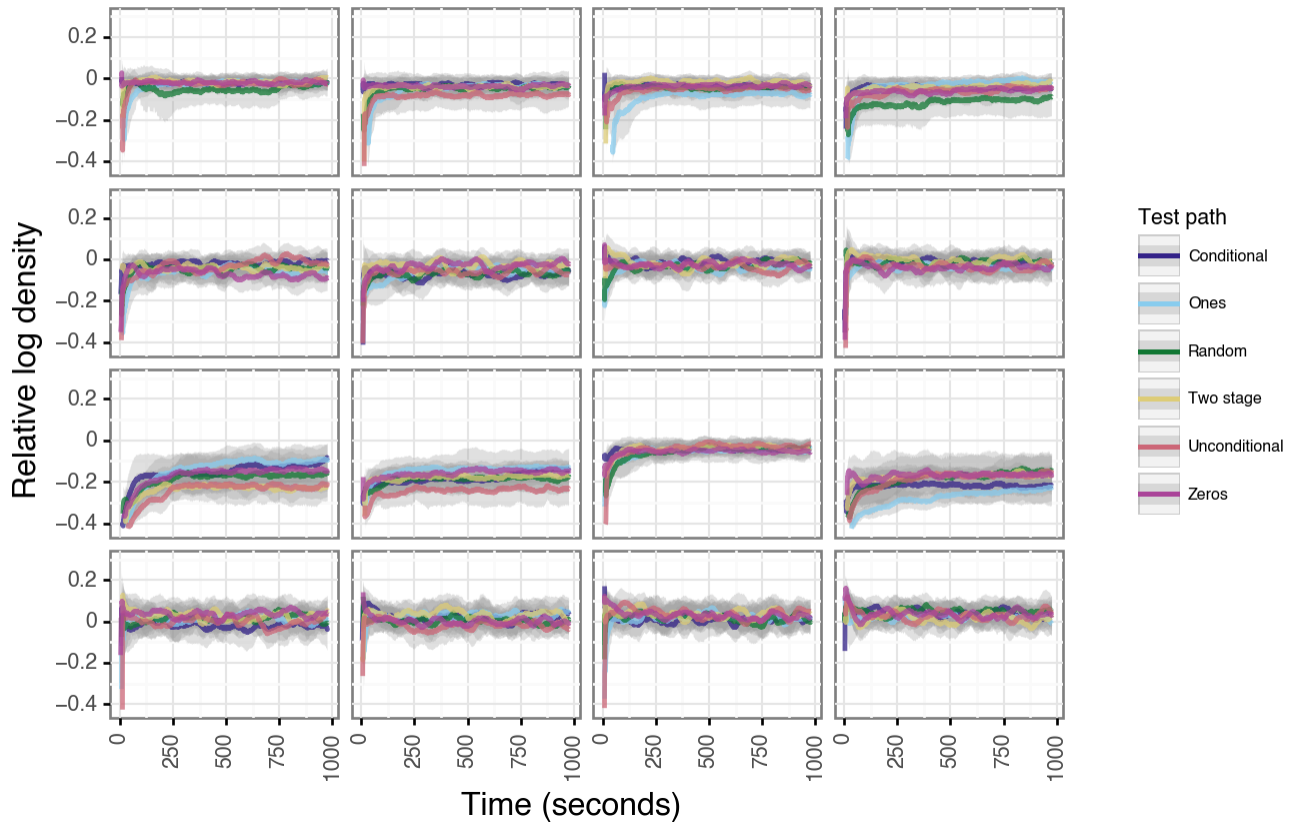 0.2
0
−0.2
−0.4
0.2
0
−0.2
−0.4
0.2
0
−0.2
−0.4
0.2
0
−0.2
−0.4
Relative log density
0 250 500 750 1000 0 250 500 750 1000 0 250 500 750 1000 0 250 500 750 1000
Time (seconds)
Test path
Conditional
Ones
Random
Two stage
Unconditional
Zeros